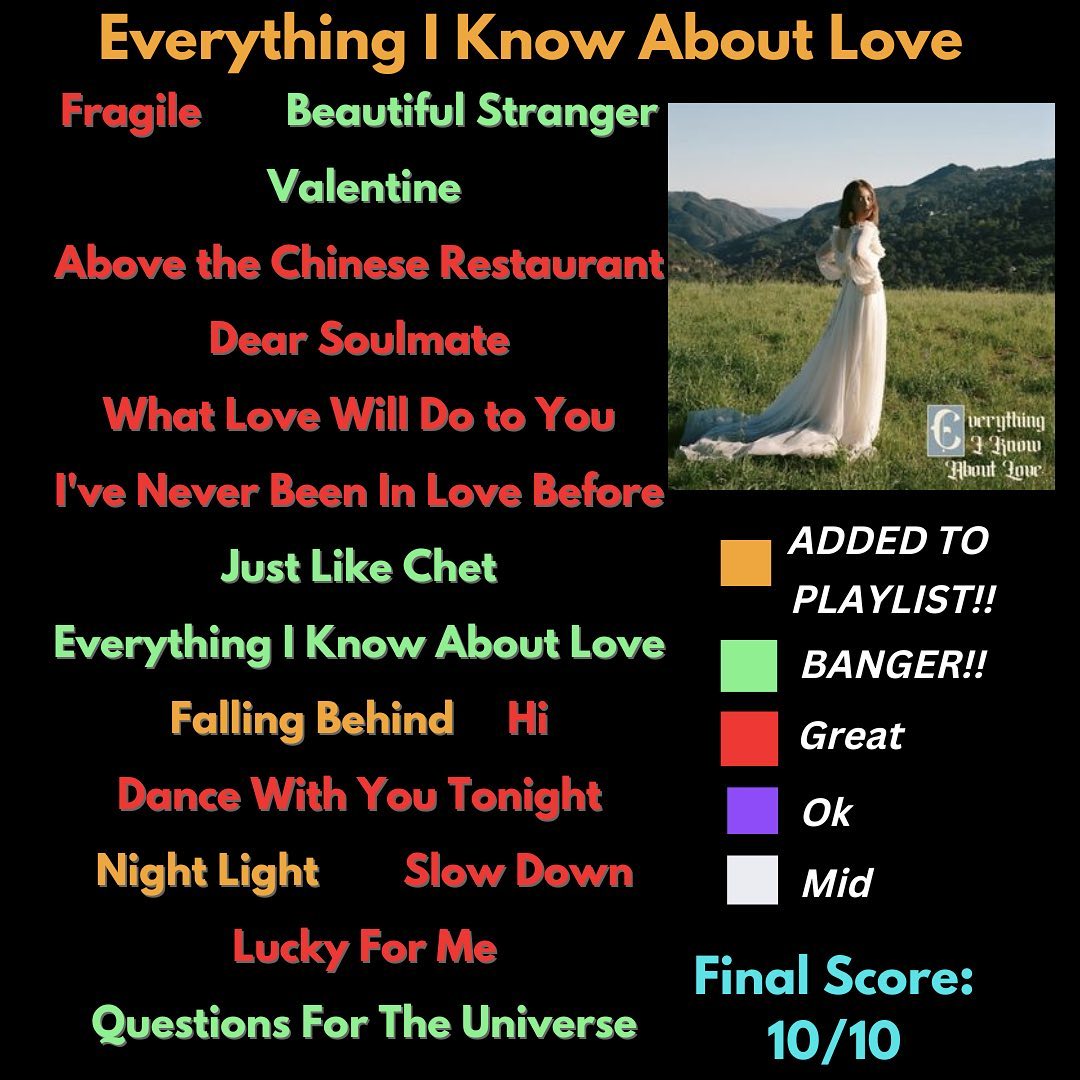 Everything I Know About Love
Fragile Beautiful Stranger
Valentine
Above the Chinese Restaurant
Dear Soulmate
What Love Will Do to You
I've Never Been In Love Before
Just Like Chet
Everything I Know About Love
Falling Behind Hi
Dance With You Tonight
Night Light Slow Down
Lucky For Me
Questions For The Universe
Everything
I Know
About Love
ADDED TO
PLAYLIST!!
BANGER!!
Great
Ok
Mid
Final Score:
10/10